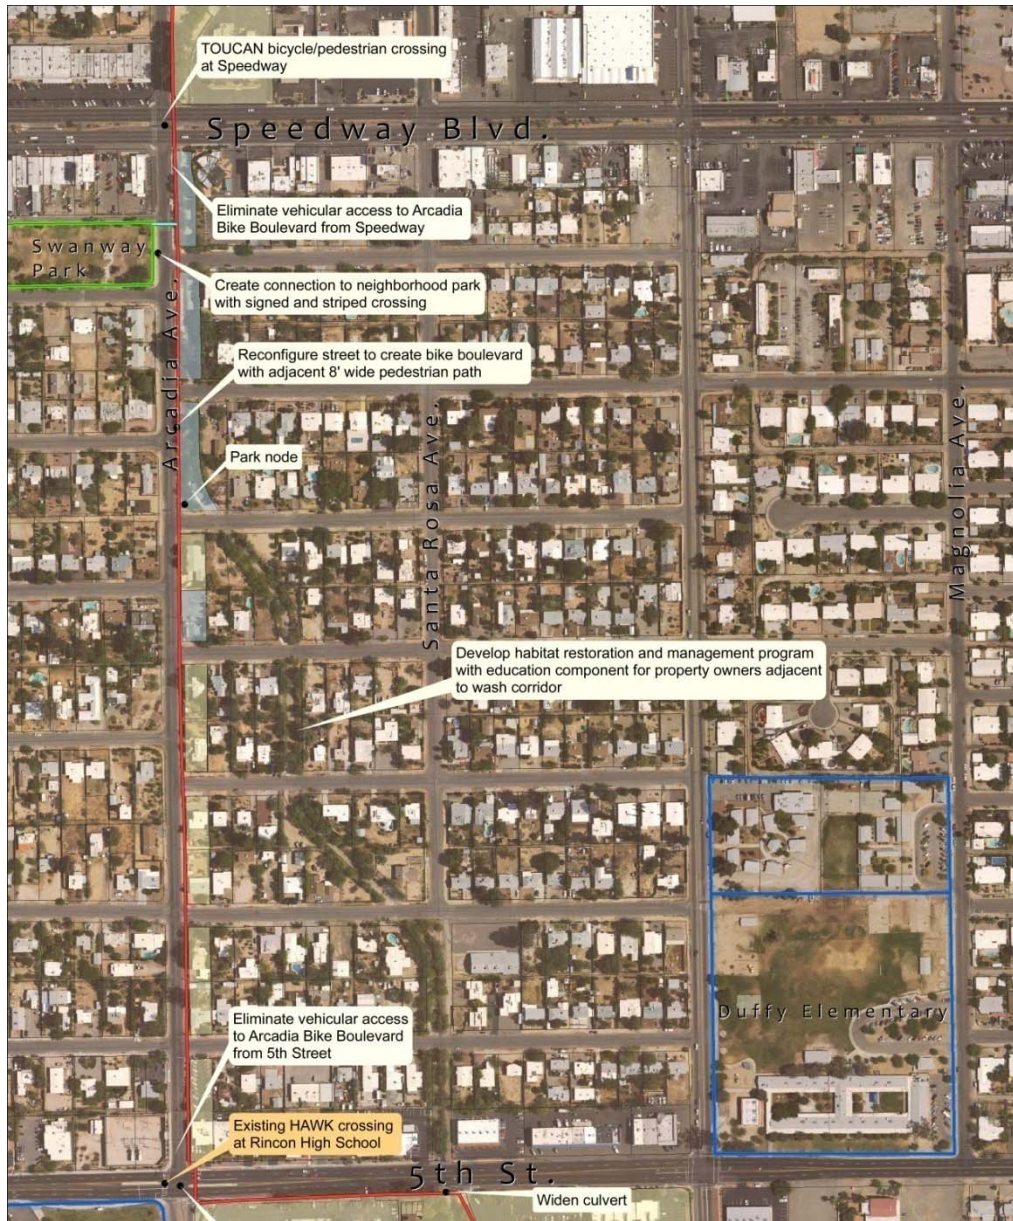 TOUCAN bicycle/pedestrian crossing
at Speedway
Speedway Blvd.
Eliminate vehicular access to Arcadia
Bike Boulevard from Speedway
Swanway
Park
Create connection to neighborhood park
with signed and striped crossing
Arcadia Ave.
Reconfigure street to create bike boulevard
with adjacent 8' wide pedestrian path
Park node
Santa Rosa Ave.
Magnolia Ave.
Develop habitat restoration and management program
with education component for property owners adjacent
to wash corridor
Duffy Elementary
Eliminate vehicular access
to Arcadia Bike Boulevard
from 5th Street
Existing HAWK crossing
at Rincon High School
5th St.
Widen culvert